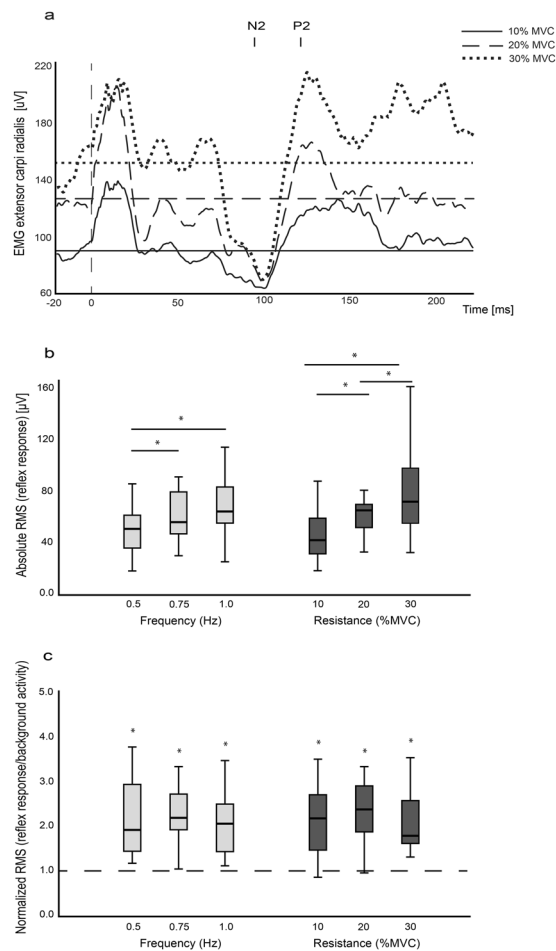 a
N2 P2
10% MVC
20% MVC
30% MVC
EMG extensor carpi radialis [uV]
220
180
140
100
60
-20 0 50 100 150 200
Time [ms]
b
Absolute RMS (reflex response) [µV]
160
120
80
40
0.0
* * * * *
0.5 0.75 1.0 10 20 30
Frequency (Hz) Resistance (%MVC)
c
Normalized RMS (reflex response/background activity)
5.0
4.0
3.0
2.0
1.0
0.0
* * * * * *
0.5 0.75 1.0 10 20 30
Frequency (Hz) Resistance (%MVC)